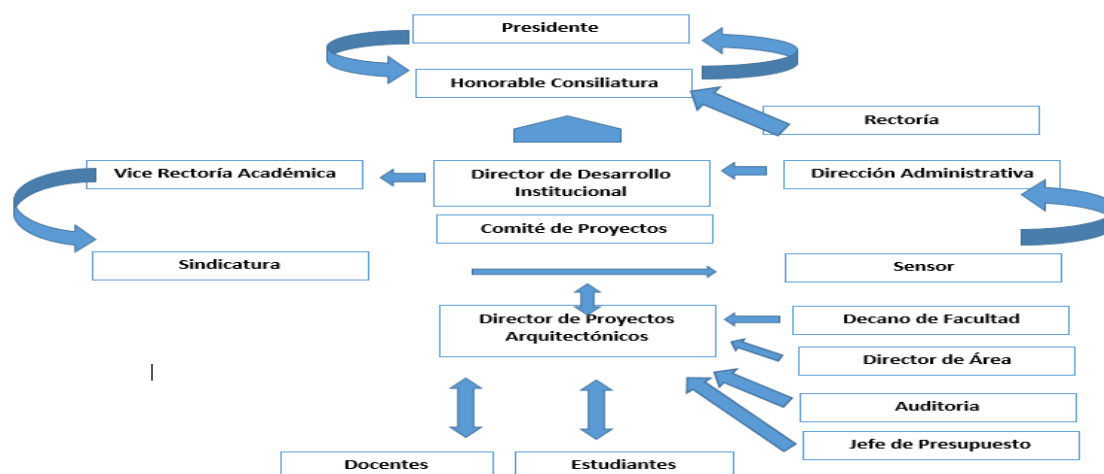 Presidente
Honorable Consiliatura
Rectoría
Vice Rectoría Académica
Director de Desarrollo
Institucional
Dirección Administrativa
Comité de Proyectos
Sindicatura
Sensor
Director de Proyectos
Arquitectónicos
Decano de Facultad
Director de Área
Auditoria
Jefe de Presupuesto
Docentes
Estudiantes